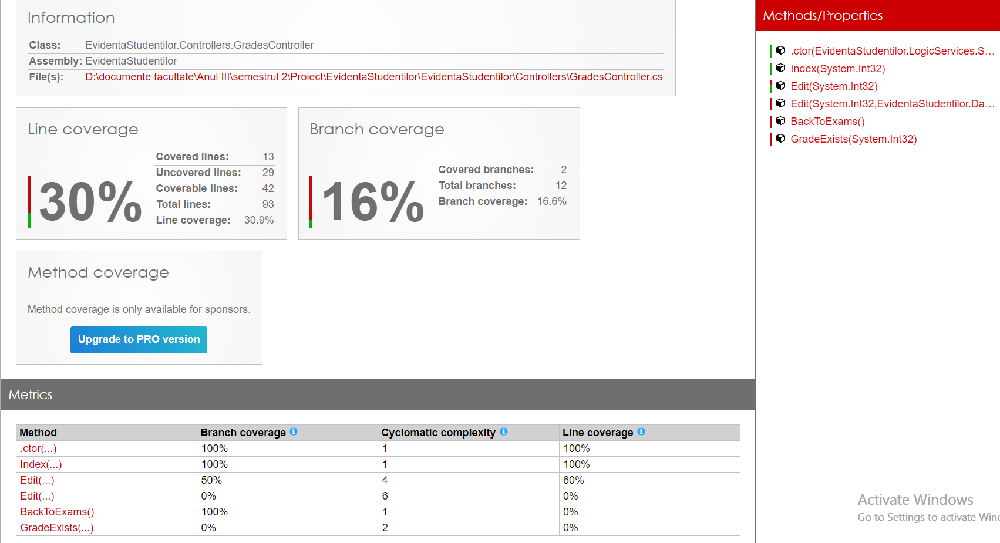 Information
Class: EvidentaStudentilor.Controllers.GradesController
Assembly: EvidentaStudentilor
File(s): D:\documente facultate\Anul III\semestrul 2\Proiect\EvidentaStudentilor\EvidentaStudentilor\Controllers\GradesController.cs
Line coverage
30%
Covered lines: 13
Uncovered lines: 29
Coverable lines: 42
Total lines: 93
Line coverage: 30.9%
Branch coverage
16%
Covered branches: 2
Total branches: 12
Branch coverage: 16.6%
Method coverage
Method coverage is only available for sponsors.
Upgrade to PRO version
Metrics
Method Branch coverage Cyclomatic complexity Line coverage
.ctor(...) 100% 1 100%
Index(...) 100% 1 100%
Edit(...) 50% 4 60%
Edit(...) 0% 6 0%
BackToExams() 100% 1 0%
GradeExists(...) 0% 2 0%
Methods/Properties
.ctor(EvidentaStudentilor.LogicServices.S...
Index(System.Int32)
Edit(System.Int32)
Edit(System.Int32,EvidentaStudentilor.Da...
BackToExams()
GradeExists(System.Int32)
Activate Windows
Go to Settings to activate Win